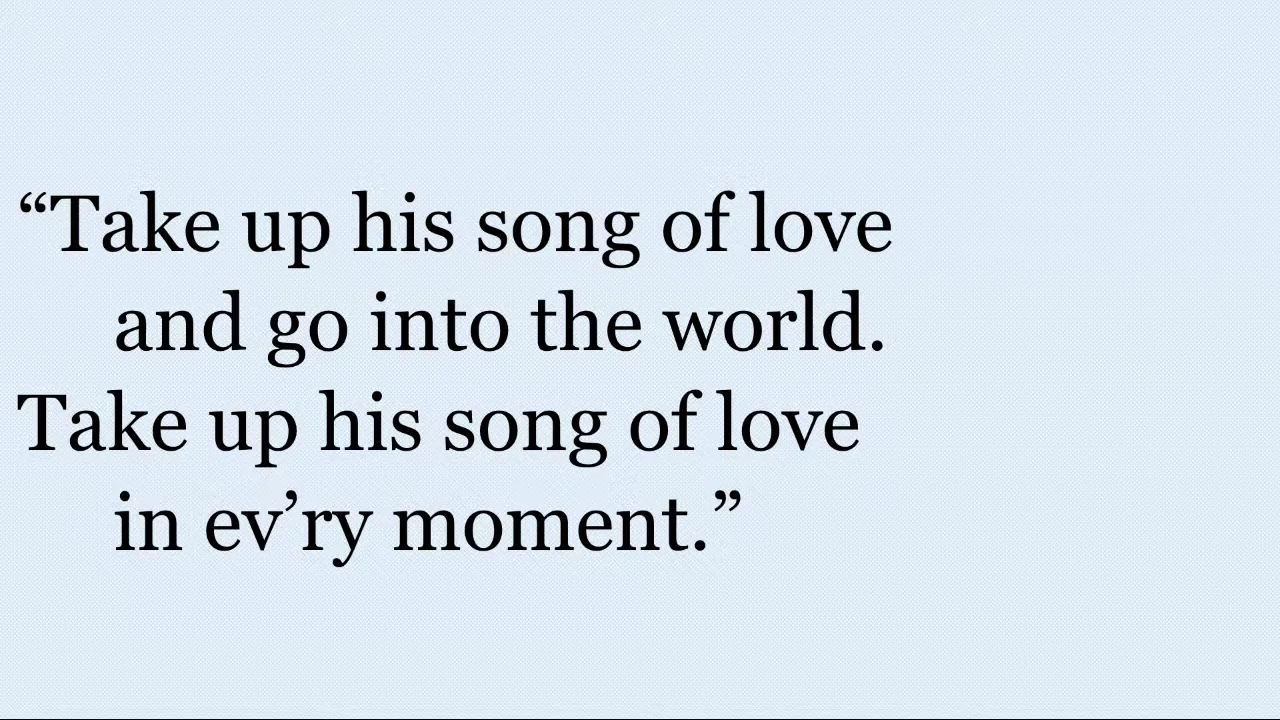 “Take up his song of love
and go into the world.
Take up his song of love
in ev’ry moment.”